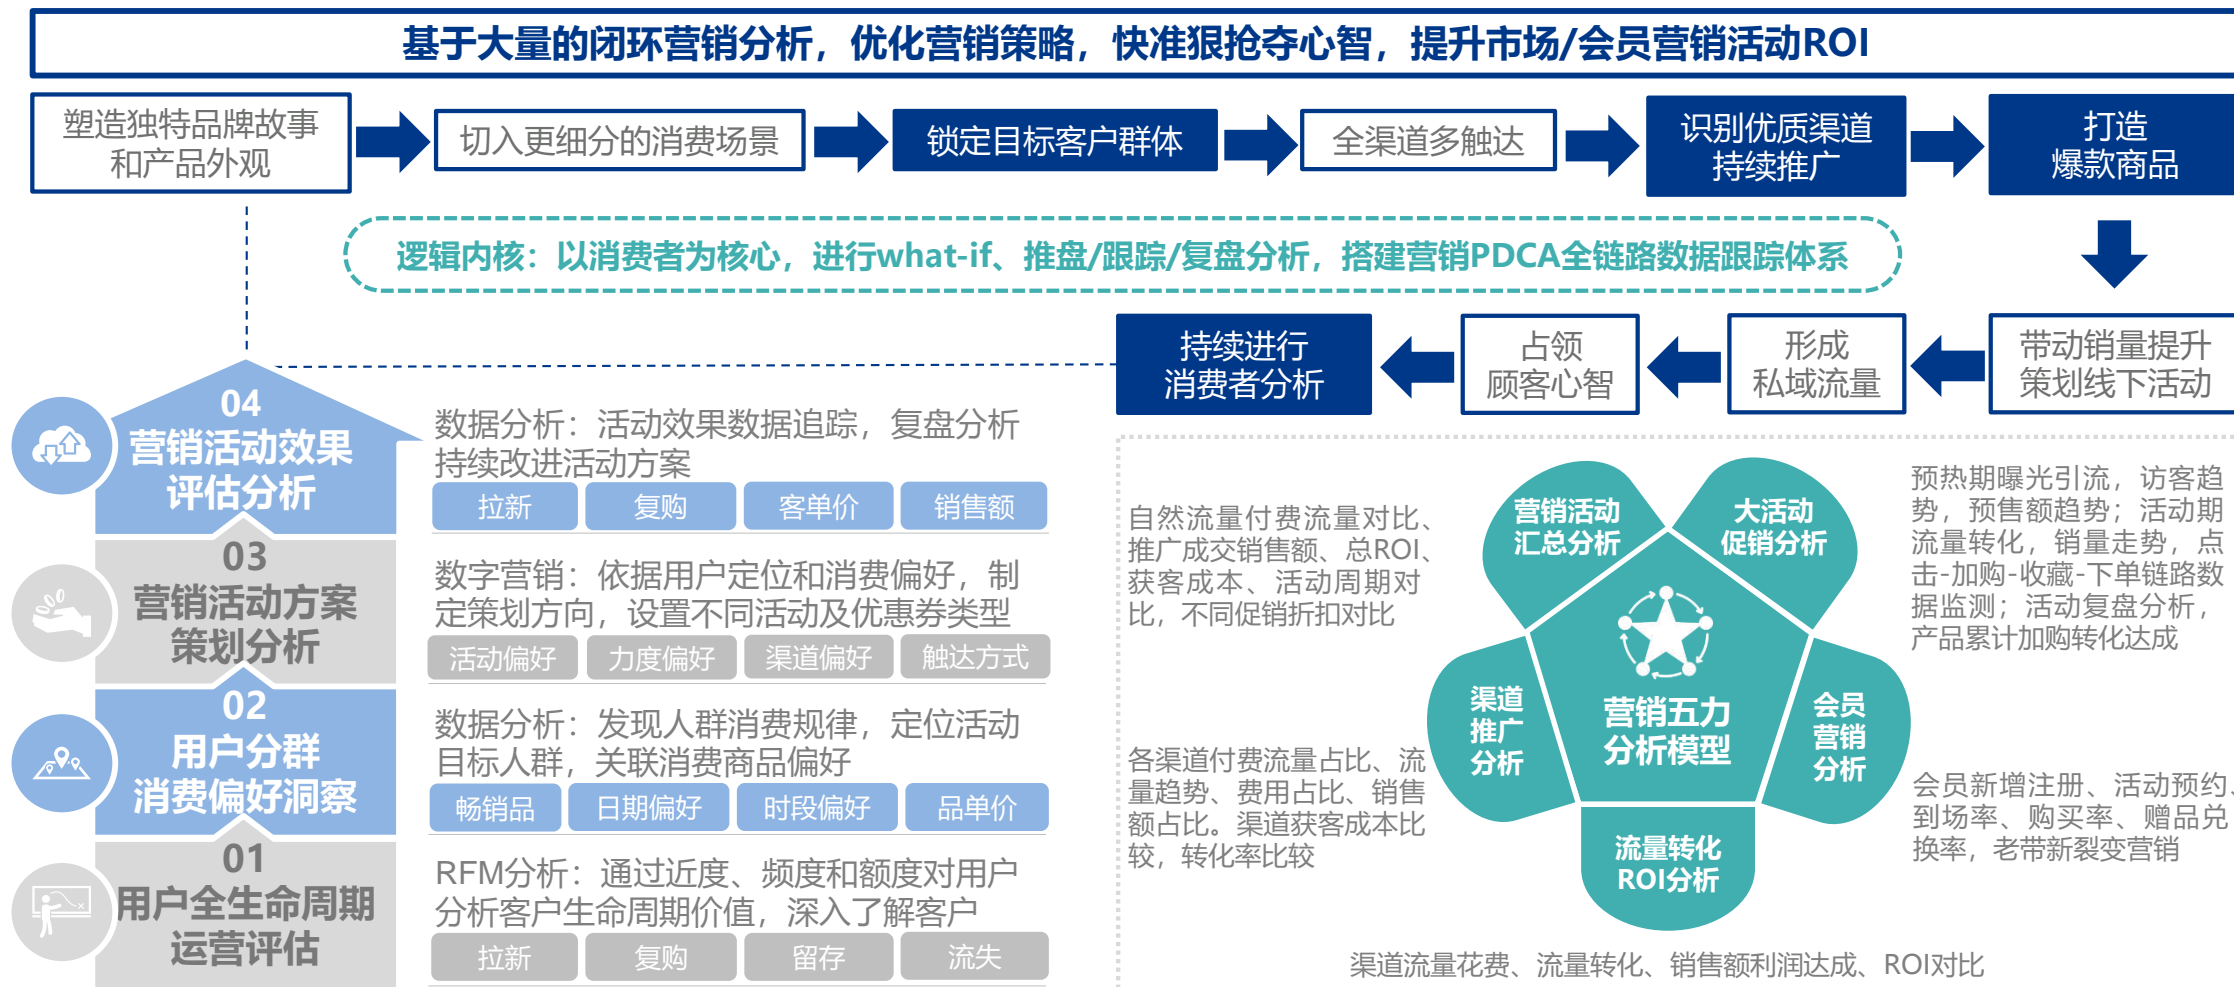 基于大量的闭环营销分析，优化营销策略，快准狠抢夺心智，提升市场/会员营销活动ROI
塑造独特品牌故事
和产品外观
切入更细分的消费场景
锁定目标客户群体
全渠道多触达
识别优质渠道
持续推广
打造
爆款商品
逻辑内核：以消费者为核心，进行what-if、推盘/跟踪/复盘分析，搭建营销PDCA全链路数据跟踪体系
带动销量提升
策划线下活动
形成
私域流量
占领
顾客心智
持续进行
消费者分析
04
营销活动效果
评估分析
数据分析：活动效果数据追踪，复盘分析
持续改进活动方案
拉新
复购
客单价
销售额
03
营销活动方案
策划分析
数字营销：依据用户定位和消费偏好，制
定策划方向，设置不同活动及优惠券类型
活动偏好
力度偏好
渠道偏好
触达方式
02
用户分群
消费偏好洞察
数据分析：发现人群消费规律，定位活动
目标人群，关联消费商品偏好
畅销品
日期偏好
时段偏好
品单价
01
用户全生命周期
运营评估
RFM分析：通过近度、频度和额度对用户
分析客户生命周期价值，深入了解客户
拉新
复购
留存
流失
自然流量付费流量对比、
推广成交销售额、总ROI、
获客成本、活动周期对
比，不同促销折扣对比
营销活动
汇总分析
大活动
促销分析
预热期曝光引流，访客趋
势，预售额趋势；活动期
流量转化，销量走势，点
击-加购-收藏-下单链路数
据监测；活动复盘分析，
产品累计加购转化达成
渠道
推广
分析
营销五力
分析模型
会员
营销
分析
各渠道付费流量占比、流
量趋势、费用占比、销售
额占比。渠道获客成本比
较，转化率比较
会员新增注册、活动预约、
到场率、购买率、赠品兑
换率，老带新裂变营销
流量转化
ROI分析
渠道流量花费、流量转化、销售额利润达成、ROI对比